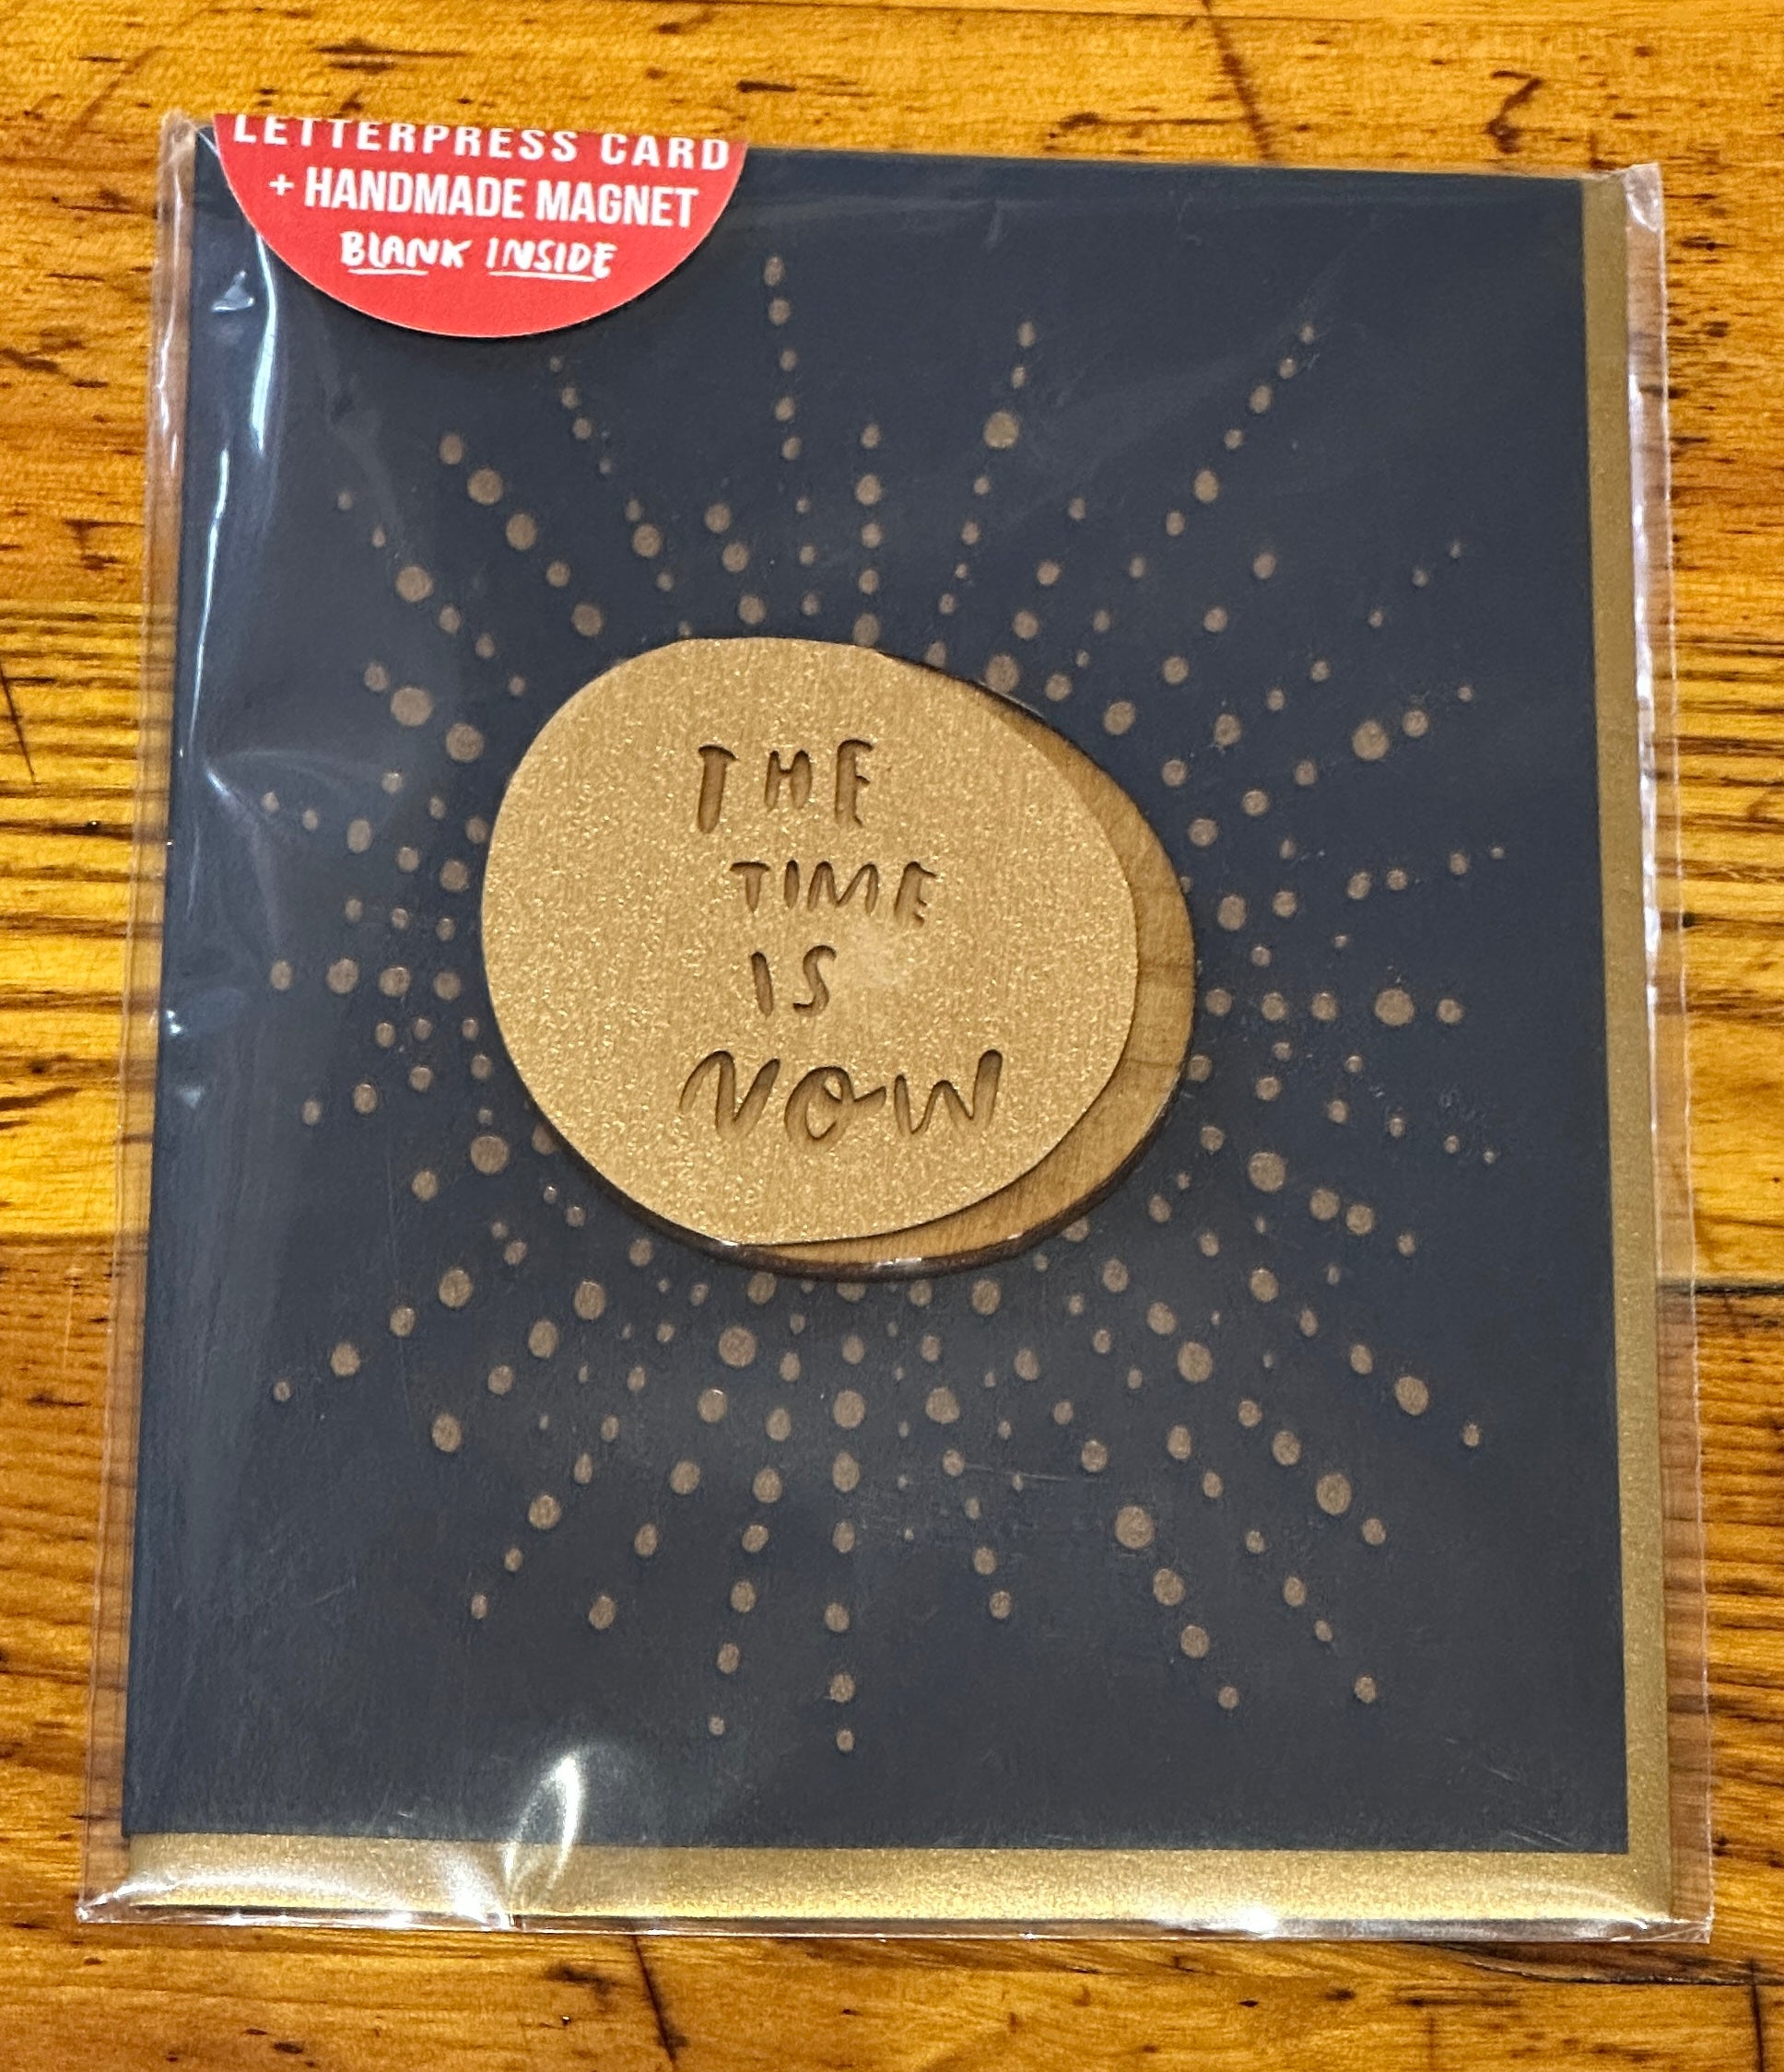 LETTERPRESS CARD
+ HANDMADE MAGNET
BLANK INSIDE
THE
TIME
IS
NOW